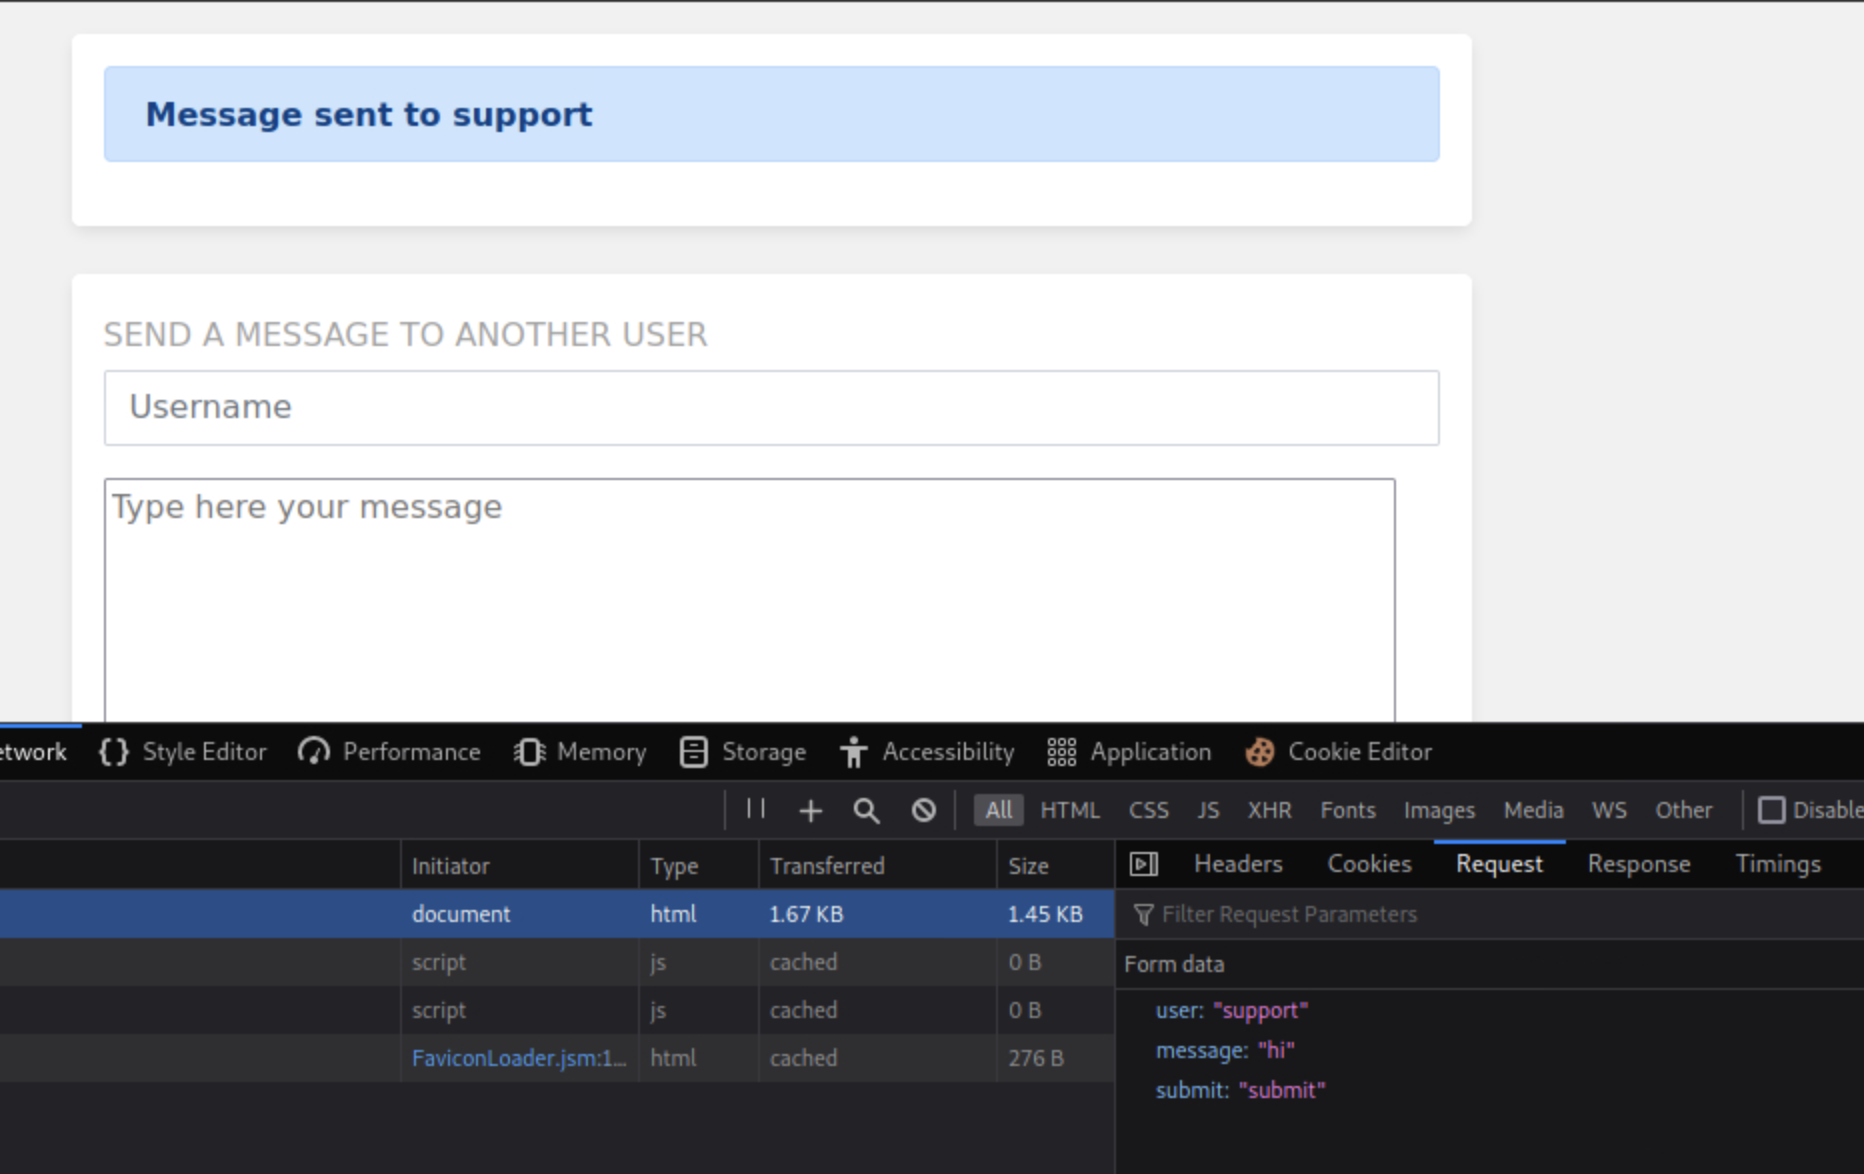 Message sent to support
SEND A MESSAGE TO ANOTHER USER
Username
Type here your message
etwork Style Editor Performance Memory Storage Accessibility Application Cookie Editor
All HTML CSS JS XHR Fonts Images Media WS Other Disable
Initiator Type Transferred Size Headers Cookies Request Response Timings
document html 1.67 KB 1.45 KB Filter Request Parameters
script js cached 0 B Form data
script js cached 0 B user: "support"
FaviconLoader.jsm:1… html cached 276 B message: "hi"
submit: "submit"